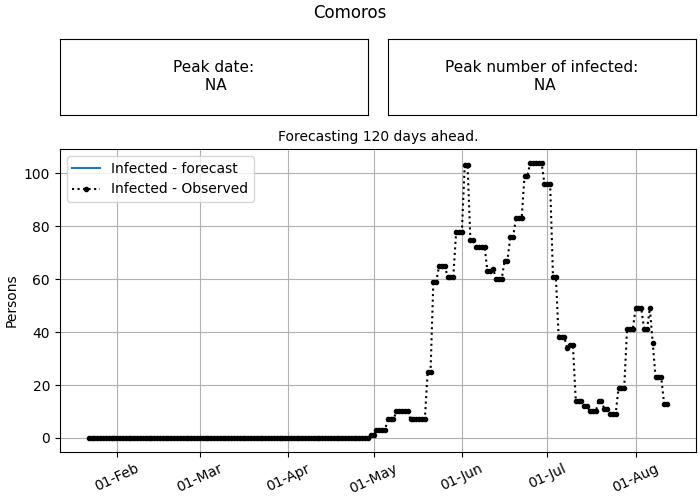 Comoros
Peak date:
NA
Peak number of infected:
NA
Forecasting 120 days ahead.
Infected - forecast
Infected - Observed
Persons
100
80
60
40
20
0
01-Feb
01-Mar
01-Apr
01-May
01-Jun
01-Jul
01-Aug